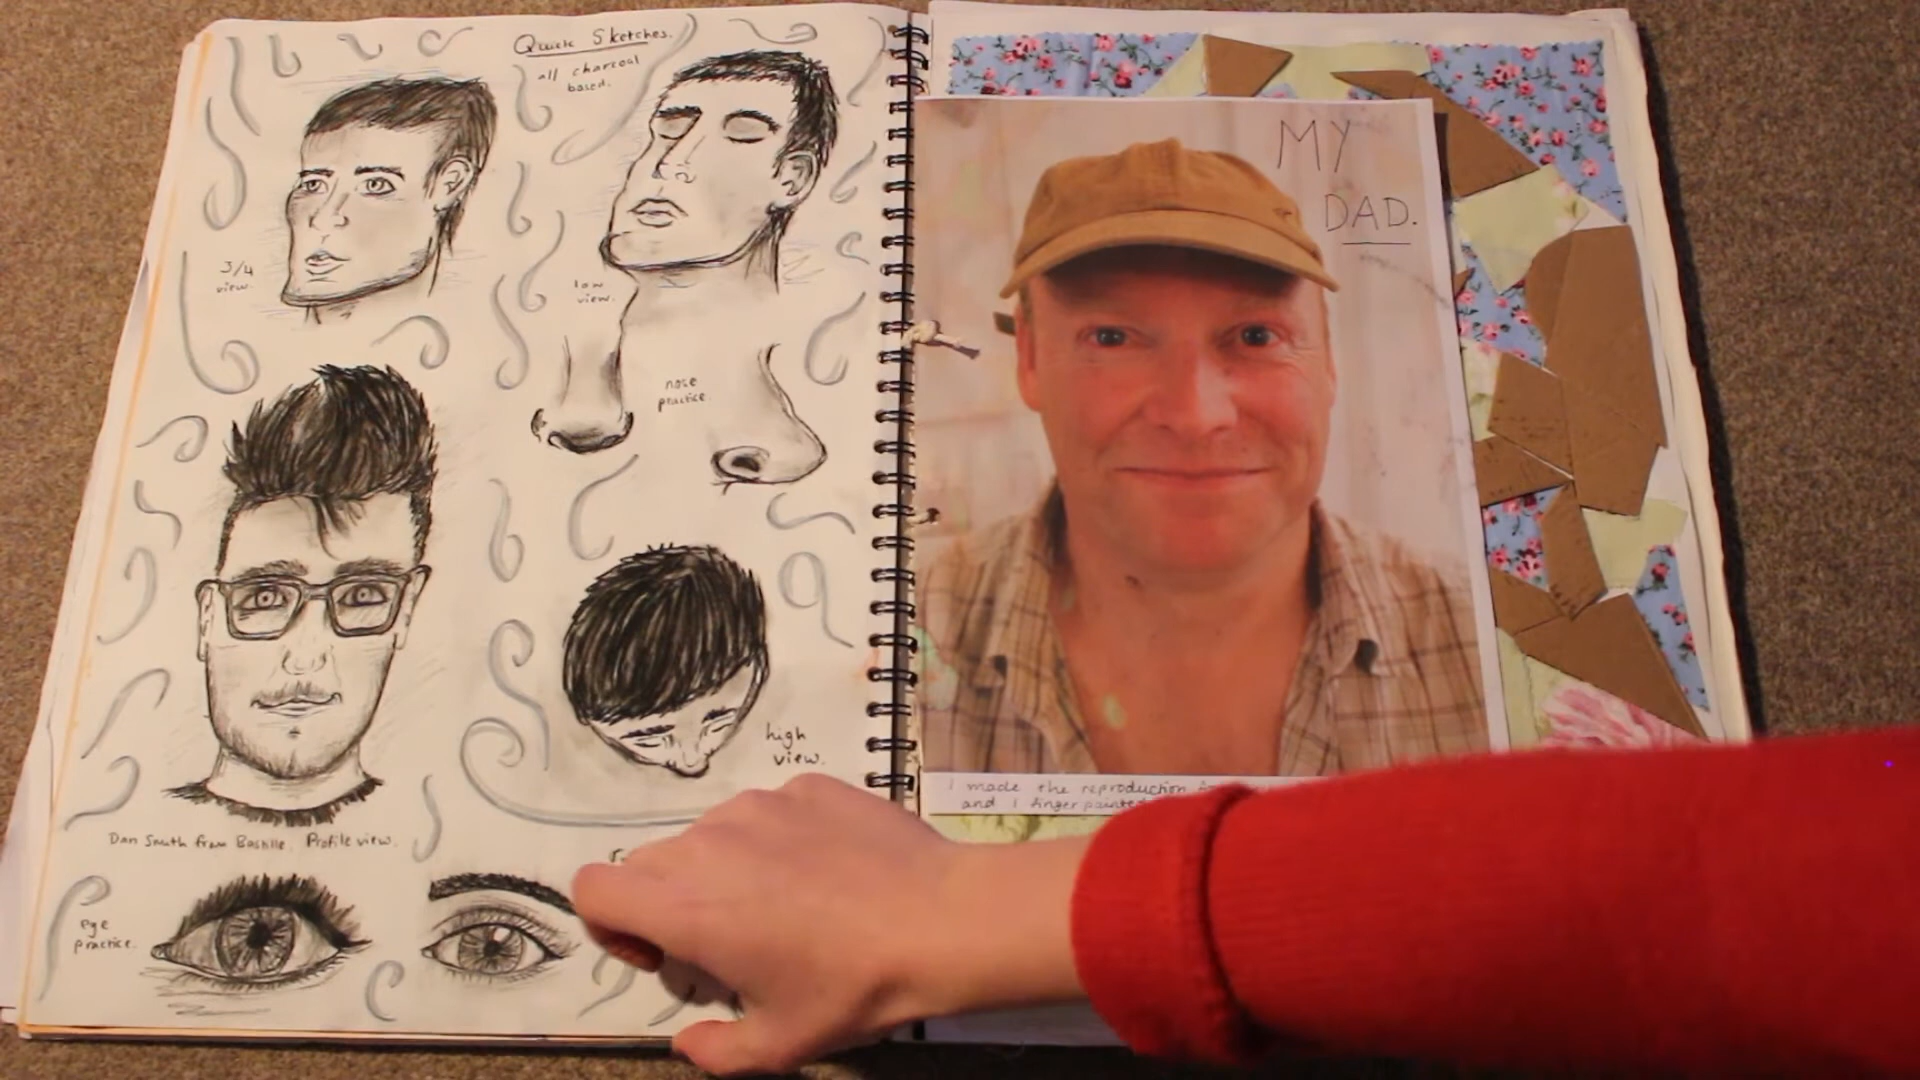 Quick Sketches.
all charcoal
based.
3/4
view.
low
view.
nose
practice.
high
view.
Dan Smith from Bastille. Profile view.
eye
practice.
MY
DAD.
I made the reproduction
and I finger painted